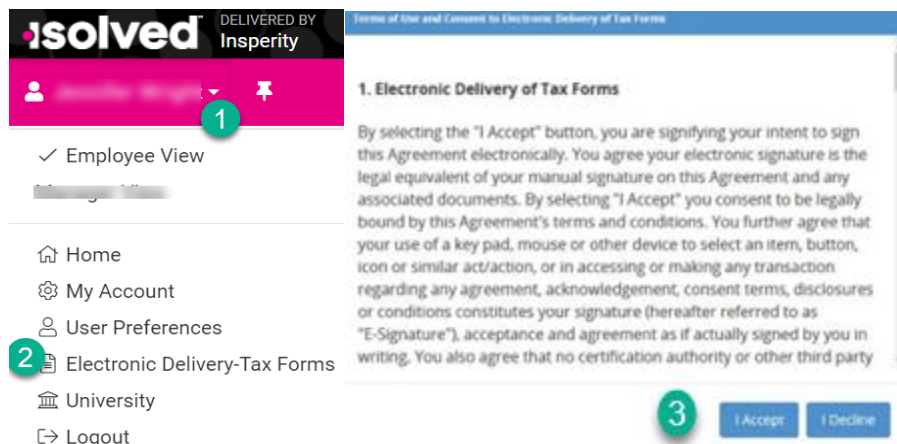 isolved
DELIVERED BY
Insperity
1
Employee View
Home
My Account
User Preferences
2
Electronic Delivery-Tax Forms
University
Logout
Terms of Use and Consent to Electronic Delivery of Tax Forms
1. Electronic Delivery of Tax Forms
By selecting the "I Accept" button, you are signifying your intent to sign
this Agreement electronically. You agree your electronic signature is the
legal equivalent of your manual signature on this Agreement and any
associated documents. By selecting "I Accept" you consent to be legally
bound by this Agreement's terms and conditions. You further agree that
your use of a key pad, mouse or other device to select an item, button,
icon or similar act/action, or in accessing or making any transaction
regarding any agreement, acknowledgement, consent terms, disclosures
or conditions constitutes your signature (hereafter referred to as
"E-Signature"), acceptance and agreement as if actually signed by you in
writing. You also agree that no certification authority or other third party
3
I Accept
I Decline